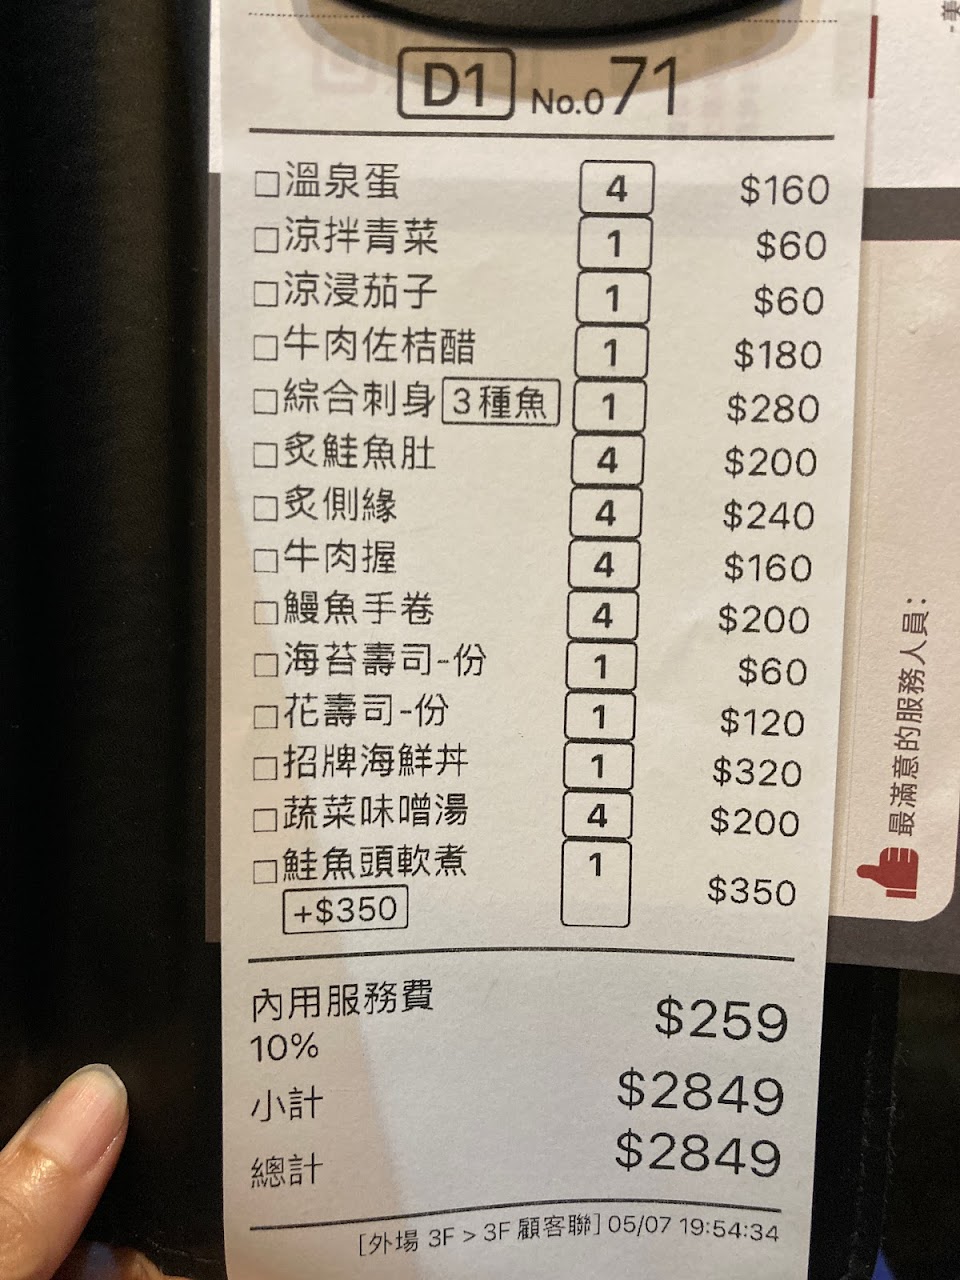 D1 No.071
□溫泉蛋 4 $160
□涼拌青菜 1 $60
□涼浸茄子 1 $60
□牛肉佐桔醋 1 $180
□綜合刺身 3種魚 1 $280
□炙鮭魚肚 4 $200
□炙側緣 4 $240
□牛肉握 4 $160
□鰻魚手卷 4 $200
□海苔壽司-份 1 $60
□花壽司-份 1 $120
□招牌海鮮丼 1 $320
□蔬菜味噌湯 4 $200
□鮭魚頭軟煮 1 $350
+$350
內用服務費 $259
10%
小計 $2849
總計 $2849
[外場 3F > 3F 顧客聯] 05/07 19:54:34
最滿意的服務人員：
-美